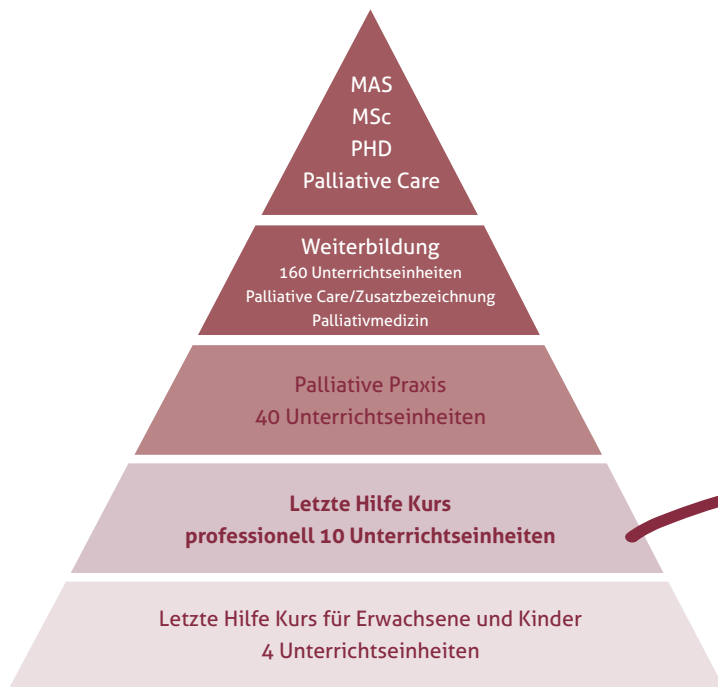 MAS
MSc
PHD
Palliative Care
Weiterbildung
160 Unterrichtseinheiten
Palliative Care/Zusatzbezeichnung
Palliativmedizin
Palliative Praxis
40 Unterrichtseinheiten
Letzte Hilfe Kurs
professionell 10 Unterrichtseinheiten
Letzte Hilfe Kurs für Erwachsene und Kinder
4 Unterrichtseinheiten